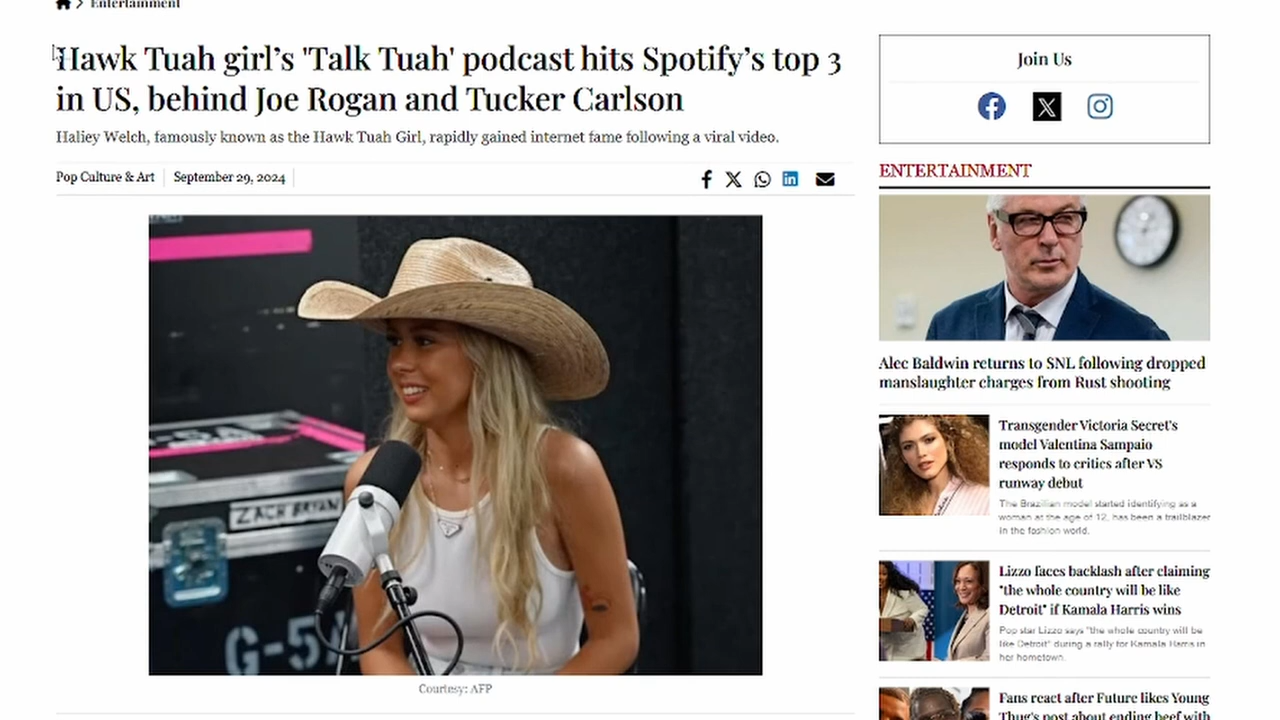 Entertainment
Hawk Tuah girl’s 'Talk Tuah' podcast hits Spotify’s top 3
in US, behind Joe Rogan and Tucker Carlson
Haliey Welch, famously known as the Hawk Tuah Girl, rapidly gained internet fame following a viral video.
Pop Culture & Art
September 29, 2024
ZACH BRYAN
G-5
Courtesy: AFP
Join Us
ENTERTAINMENT
Alec Baldwin returns to SNL following dropped
manslaughter charges from Rust shooting
Transgender Victoria Secret's
model Valentina Sampaio
responds to critics after VS
runway debut
The Brazilian model started identifying as a
woman at the age of 12, has been a trailblazer
in the fashion world.
Lizzo faces backlash after claiming
"the whole country will be like
Detroit" if Kamala Harris wins
Pop star Lizzo says "the whole country will be
like Detroit" during a rally for Kamala Harris in
her hometown.
Fans react after Future likes Young
Thug's post about ending beef with